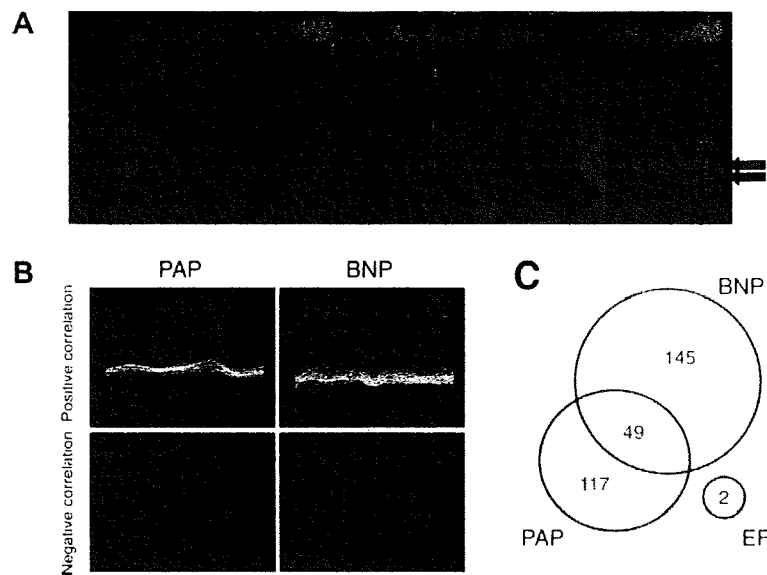 A
B
PAP
BNP
Positive correlation
Negative correlation
C
BNP
145
49
117
2
PAP
EF